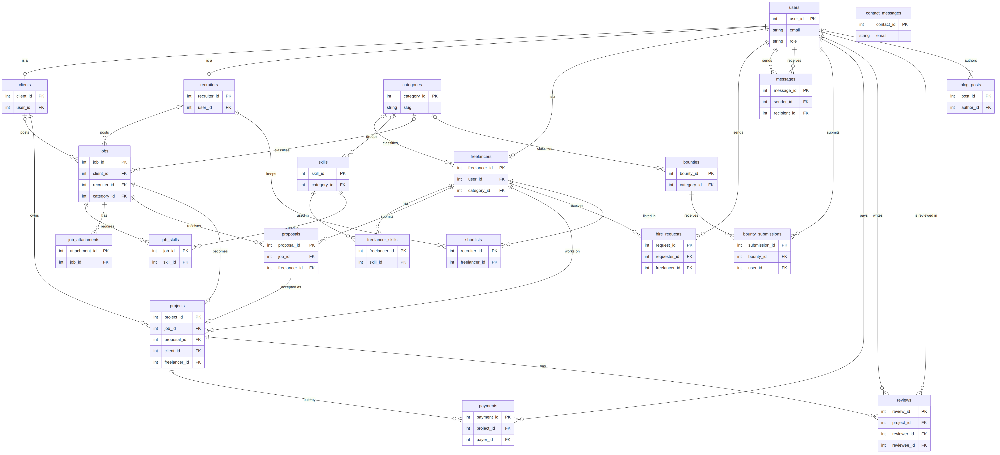 users
int user_id PK
string email
string role
contact_messages
int contact_id PK
string email
is a
is a
sends
receives
authors
clients
int client_id PK
int user_id FK
recruiters
int recruiter_id PK
int user_id FK
categories
int category_id PK
string slug
is a
messages
int message_id PK
int sender_id FK
int recipient_id FK
blog_posts
int post_id PK
int author_id FK
posts
posts
groups
classifies
classifies
classifies
sends
submits
jobs
int job_id PK
int client_id FK
int recruiter_id FK
int category_id FK
skills
int skill_id PK
int category_id FK
freelancers
int freelancer_id PK
int user_id FK
int category_id FK
bounties
int bounty_id PK
int category_id FK
keeps
owns
has
requires
receives
used in
has
submits
used in
receives
listed in
receives
pays
writes
is reviewed in
job_attachments
int attachment_id PK
int job_id FK
job_skills
int job_id PK
int skill_id PK
proposals
int proposal_id PK
int job_id FK
int freelancer_id FK
freelancer_skills
int freelancer_id PK
int skill_id PK
shortlists
int recruiter_id PK
int freelancer_id PK
hire_requests
int request_id PK
int requester_id FK
int freelancer_id FK
bounty_submissions
int submission_id PK
int bounty_id FK
int user_id FK
becomes
works on
accepted as
projects
int project_id PK
int job_id FK
int proposal_id FK
int client_id FK
int freelancer_id FK
has
paid by
payments
int payment_id PK
int project_id FK
int payer_id FK
reviews
int review_id PK
int project_id FK
int reviewer_id FK
int reviewee_id FK